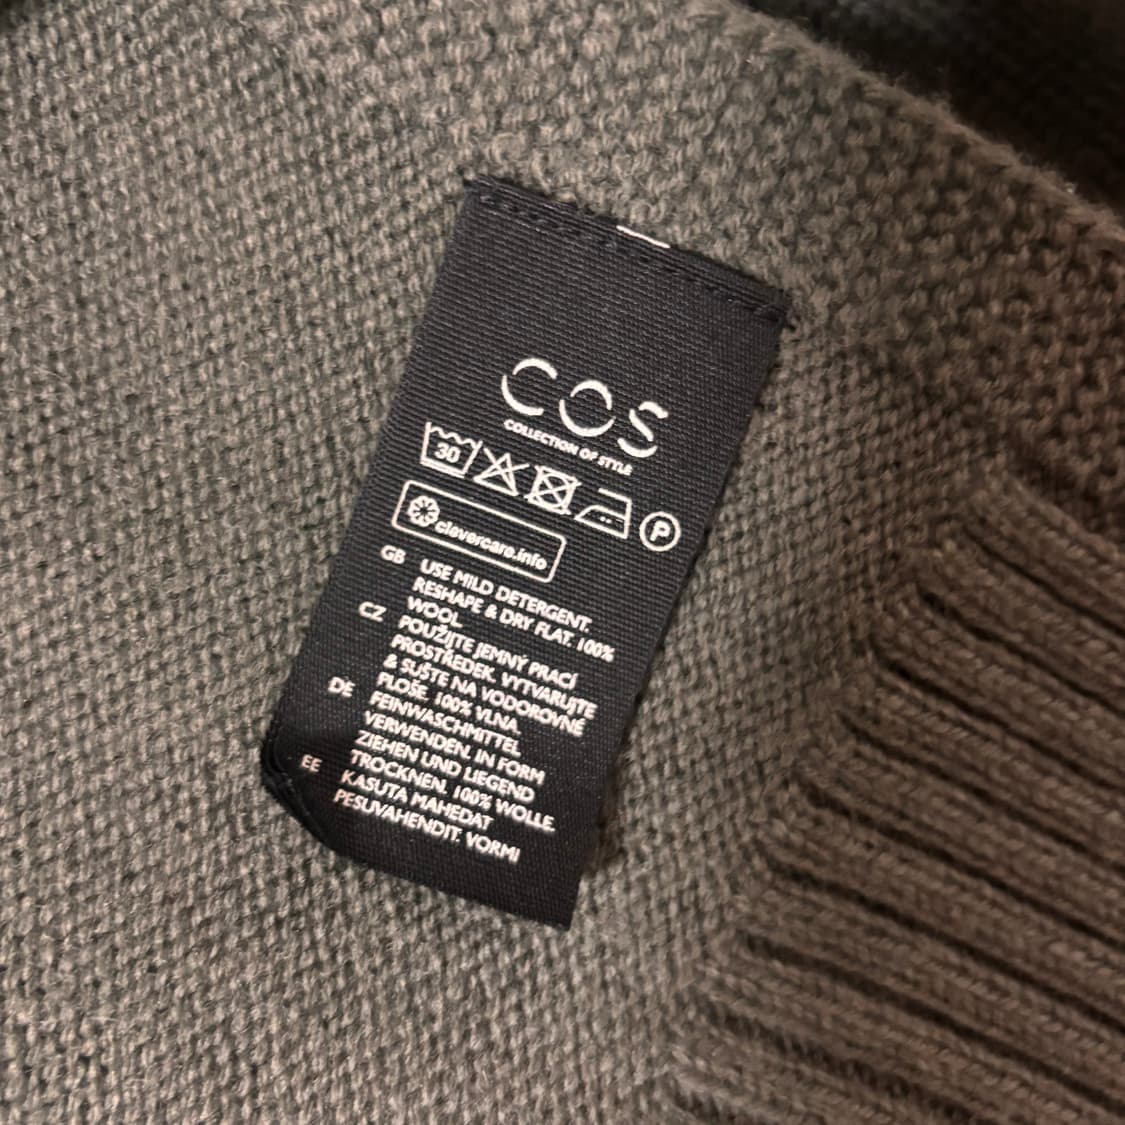 COS
COLLECTION OF STYLE
30
P
clevercare.info
GB USE MILD DETERGENT.
RESHAPE & DRY FLAT. 100%
WOOL
CZ POUŽIJTE JEMNÝ PRACÍ
PROSTŘEDEK. VYTVARUJTE
& SUŠTE NA VODOROVNÉ
PLOŠE. 100% VLNA
DE FEINWASCHMITTEL
VERWENDEN. IN FORM
ZIEHEN UND LIEGEND
TROCKNEN. 100% WOLLE.
EE KASUTA MAHEDAT
PESUVAHENDIT. VORMI